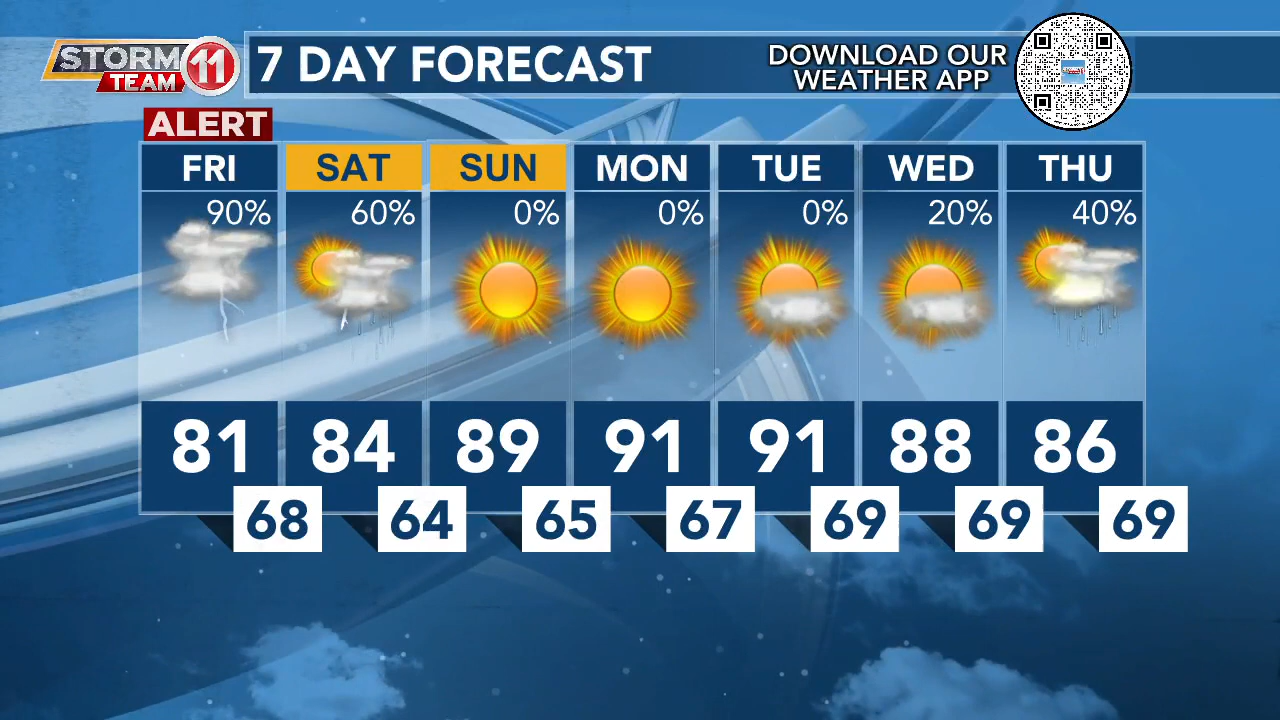 STORM
TEAM
11
7 DAY FORECAST
DOWNLOAD OUR
WEATHER APP
ALERT
FRI SAT SUN MON TUE WED THU
90% 60% 0% 0% 0% 20% 40%
81 84 89 91 91 88 86
68 64 65 67 69 69 69